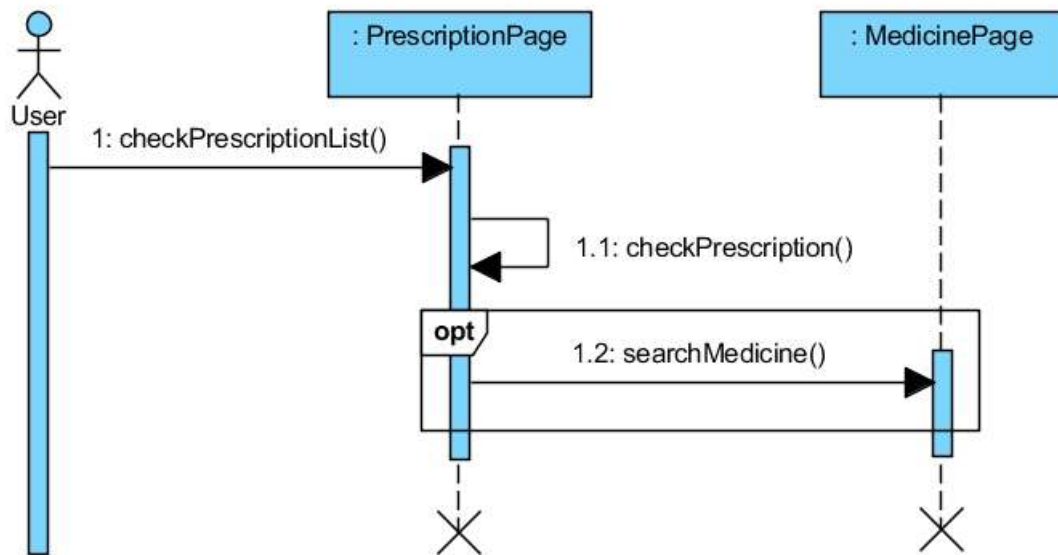 : PrescriptionPage
: MedicinePage
User
1: checkPrescriptionList()
1.1: checkPrescription()
opt
1.2: searchMedicine()